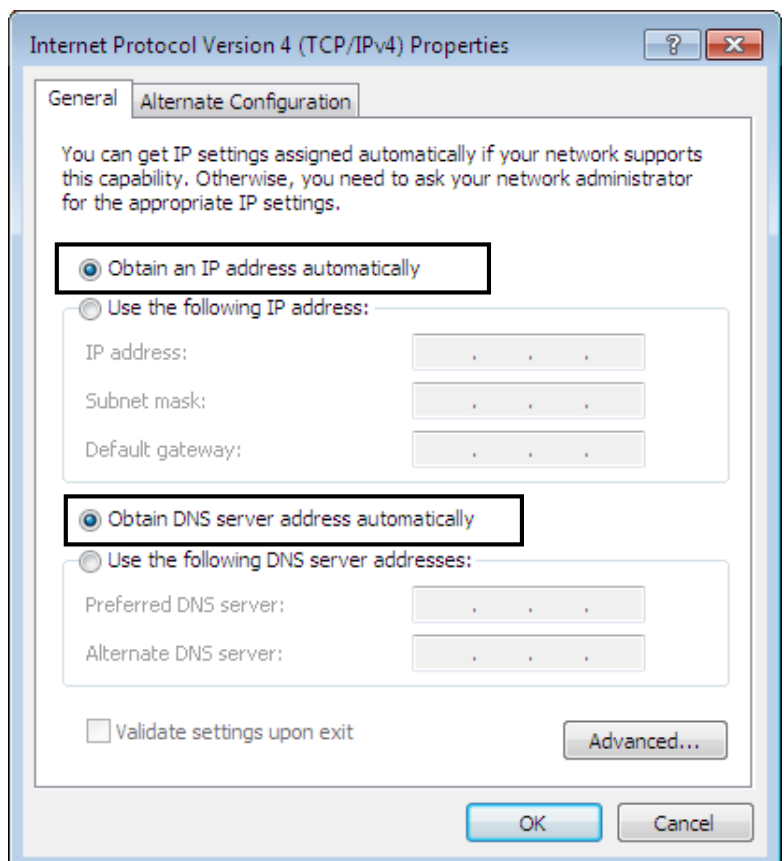 Internet Protocol Version 4 (TCP/IPv4) Properties
General
Alternate Configuration
You can get IP settings assigned automatically if your network supports
this capability. Otherwise, you need to ask your network administrator
for the appropriate IP settings.
Obtain an IP address automatically
Use the following IP address:
IP address:
Subnet mask:
Default gateway:
Obtain DNS server address automatically
Use the following DNS server addresses:
Preferred DNS server:
Alternate DNS server:
Validate settings upon exit
Advanced...
OK
Cancel